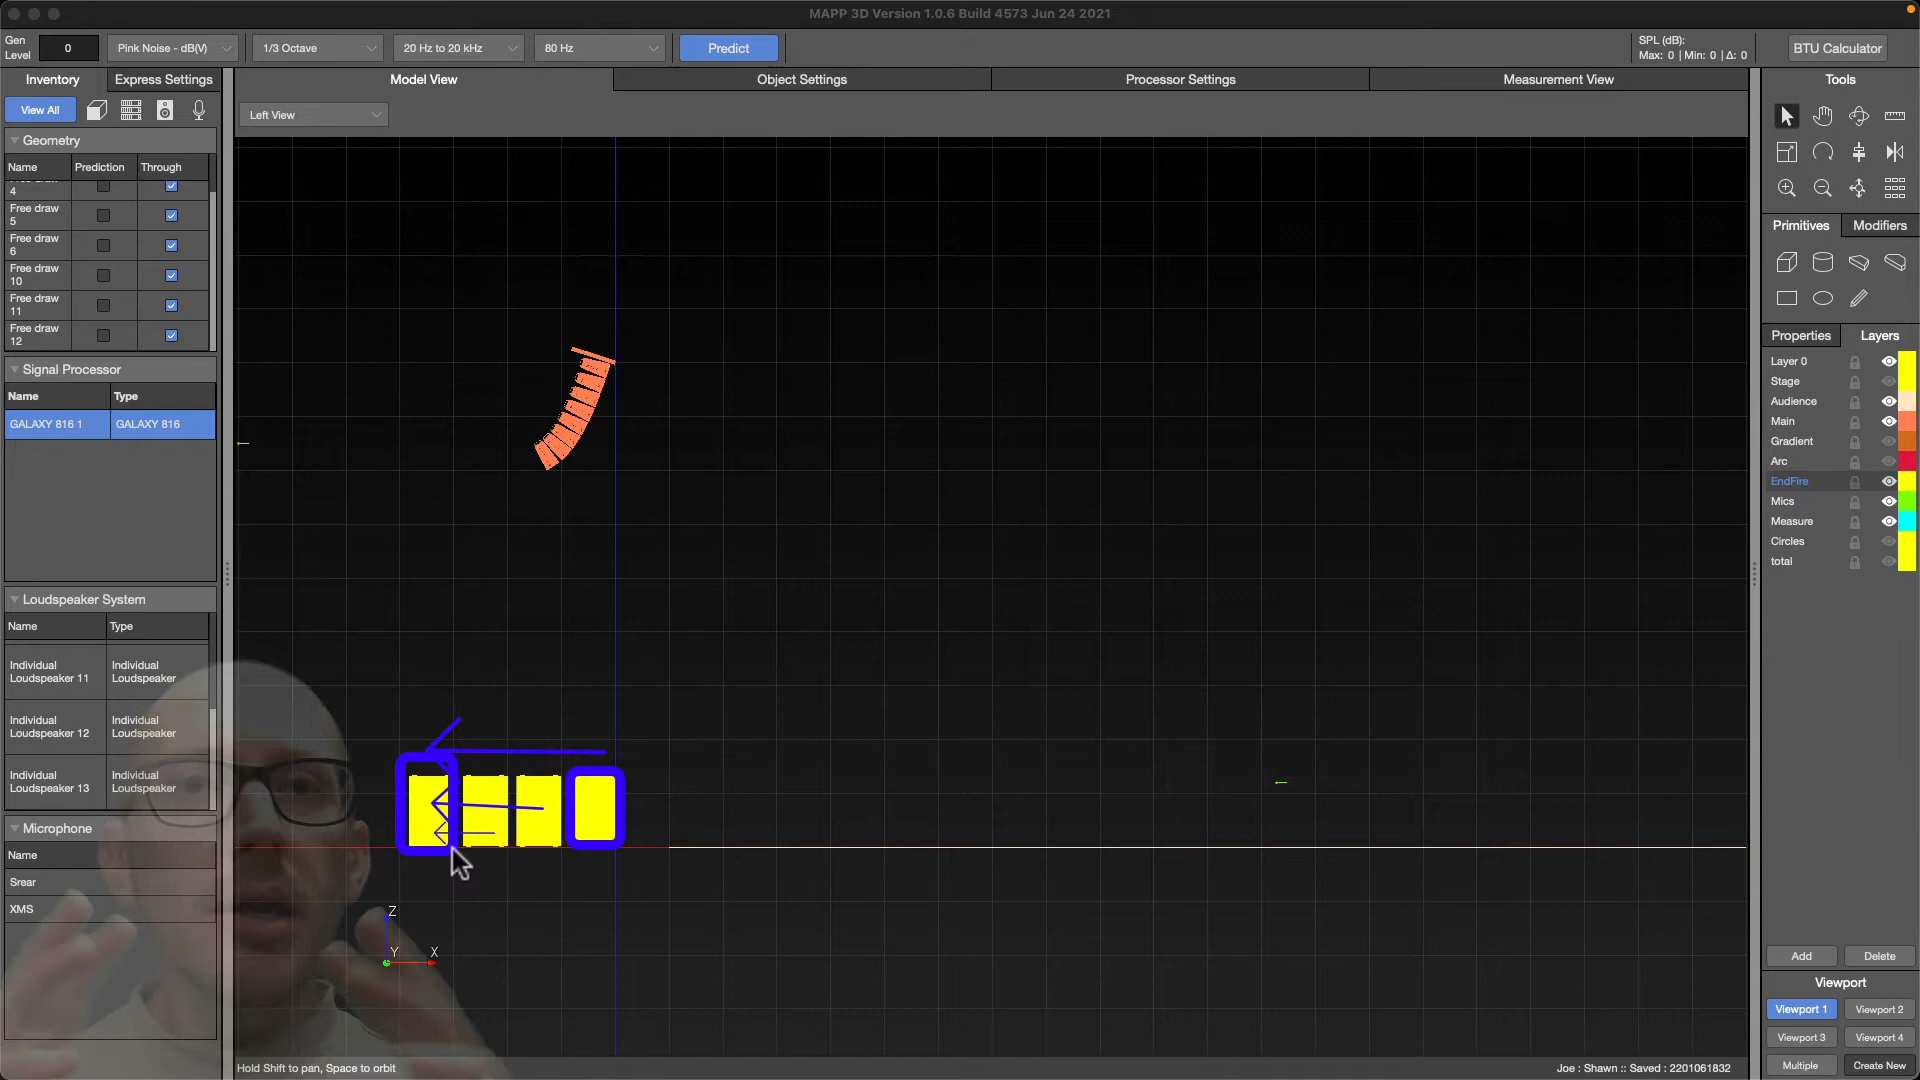 MAPP 3D Version 1.0.6 Build 4573 Jun 24 2021
Gen Level
0
Pink Noise - dB(V)
1/3 Octave
20 Hz to 20 kHz
80 Hz
Predict
SPL (dB):
Max: 0 | Min: 0 | Δ: 0
BTU Calculator
Inventory
Express Settings
Model View
Object Settings
Processor Settings
Measurement View
Tools
View All
Left View
Geometry
Name Prediction Through
Free draw 4
Free draw 5
Free draw 6
Free draw 10
Free draw 11
Free draw 12
Signal Processor
Name Type
GALAXY 816 1 GALAXY 816
Loudspeaker System
Name Type
Individual Loudspeaker 11 Individual Loudspeaker
Individual Loudspeaker 12 Individual Loudspeaker
Individual Loudspeaker 13 Individual Loudspeaker
Microphone
Name
Srear
XMS
Z
Y
X
Hold Shift to pan, Space to orbit
Joe : Shawn :: Saved : 2201061832
Primitives
Modifiers
Properties
Layers
Layer 0
Stage
Audience
Main
Gradient
Arc
EndFire
Mics
Measure
Circles
total
Add
Delete
Viewport
Viewport 1
Viewport 2
Viewport 3
Viewport 4
Multiple
Create New